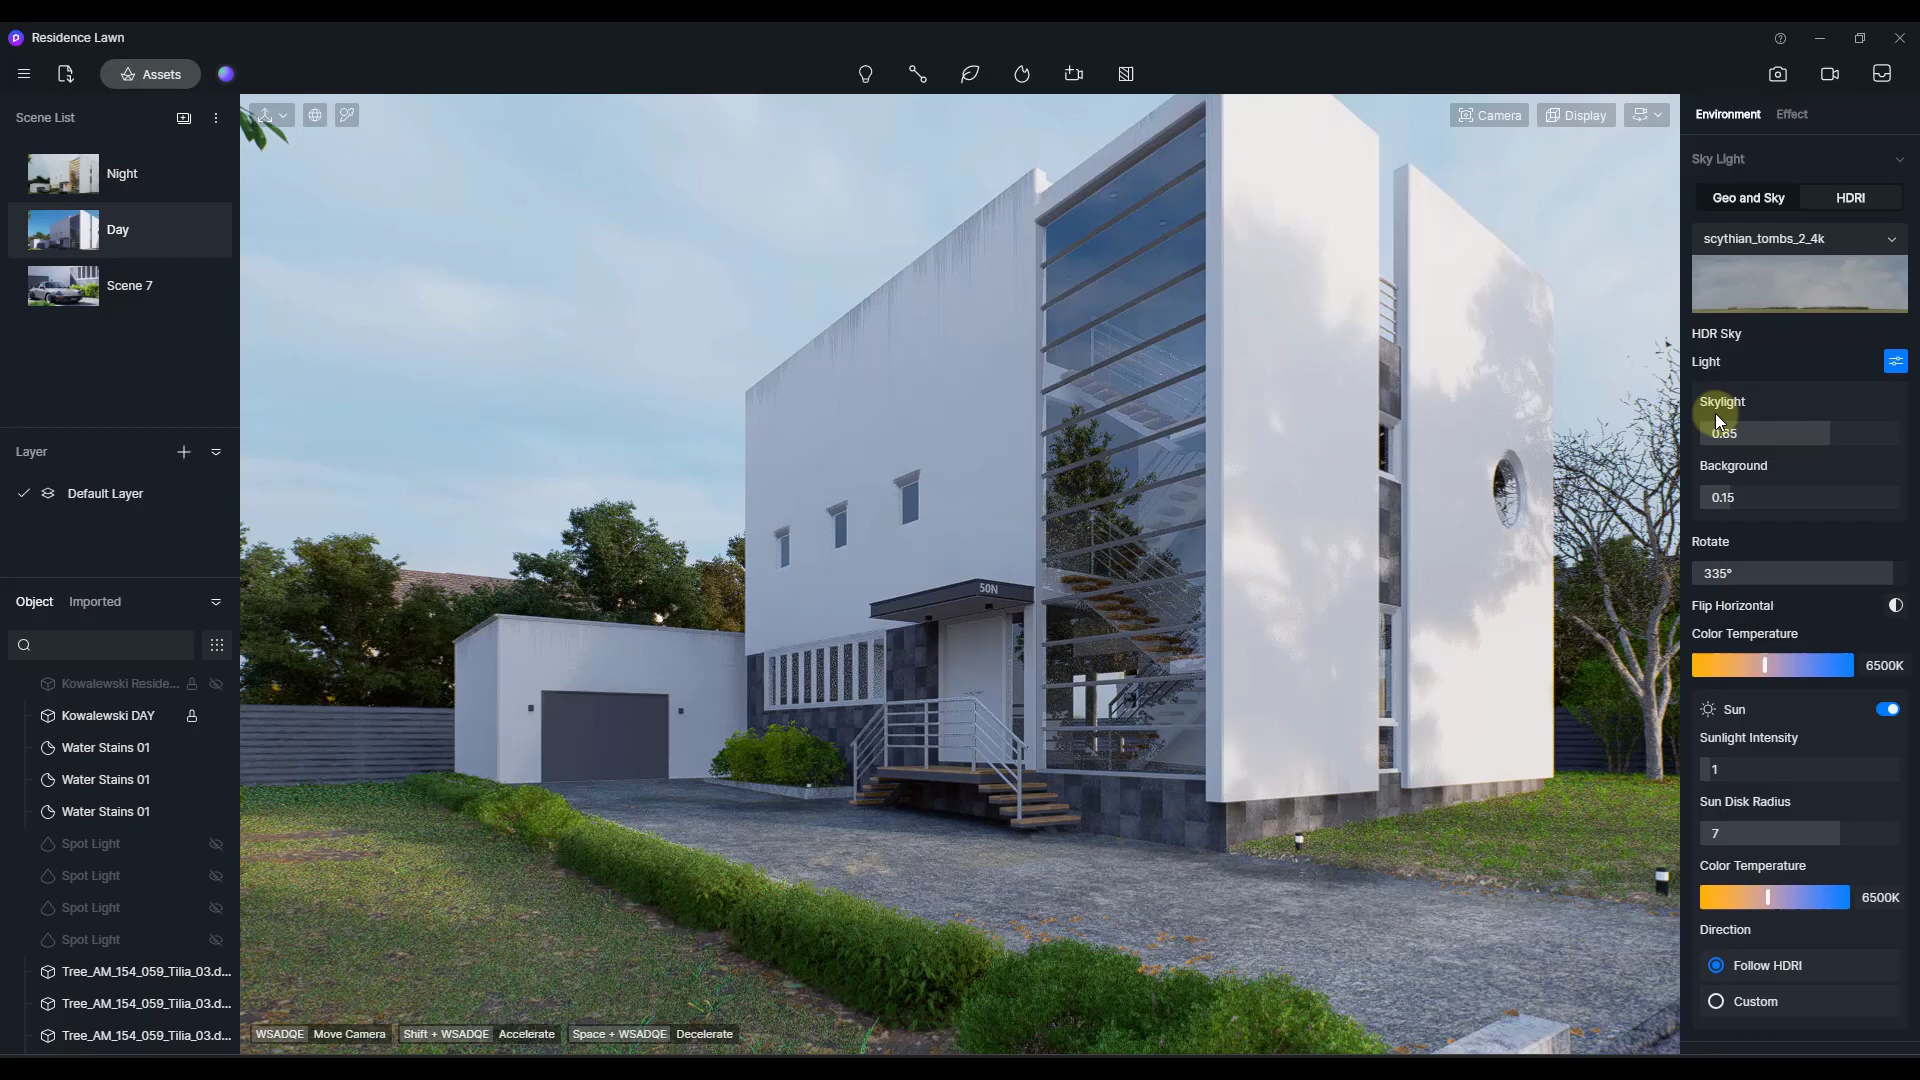 Residence Lawn
Assets
Scene List
Night
Day
Scene 7
Layer
Default Layer
Object Imported
Kowalewski Reside...
Kowalewski DAY
Water Stains 01
Water Stains 01
Water Stains 01
Spot Light
Spot Light
Spot Light
Spot Light
Tree_AM_154_059_Tilia_03.d...
Tree_AM_154_059_Tilia_03.d...
Tree_AM_154_059_Tilia_03.d...
Camera Display
50N
WSADQE Move Camera Shift + WSADQE Accelerate Space + WSADQE Decelerate
Environment Effect
Sky Light
Geo and Sky HDRI
scythian_tombs_2_4k
HDR Sky
Light
Skylight
0.65
Background
0.15
Rotate
335°
Flip Horizontal
Color Temperature
6500K
Sun
Sunlight Intensity
1
Sun Disk Radius
7
Color Temperature
6500K
Direction
Follow HDRI
Custom